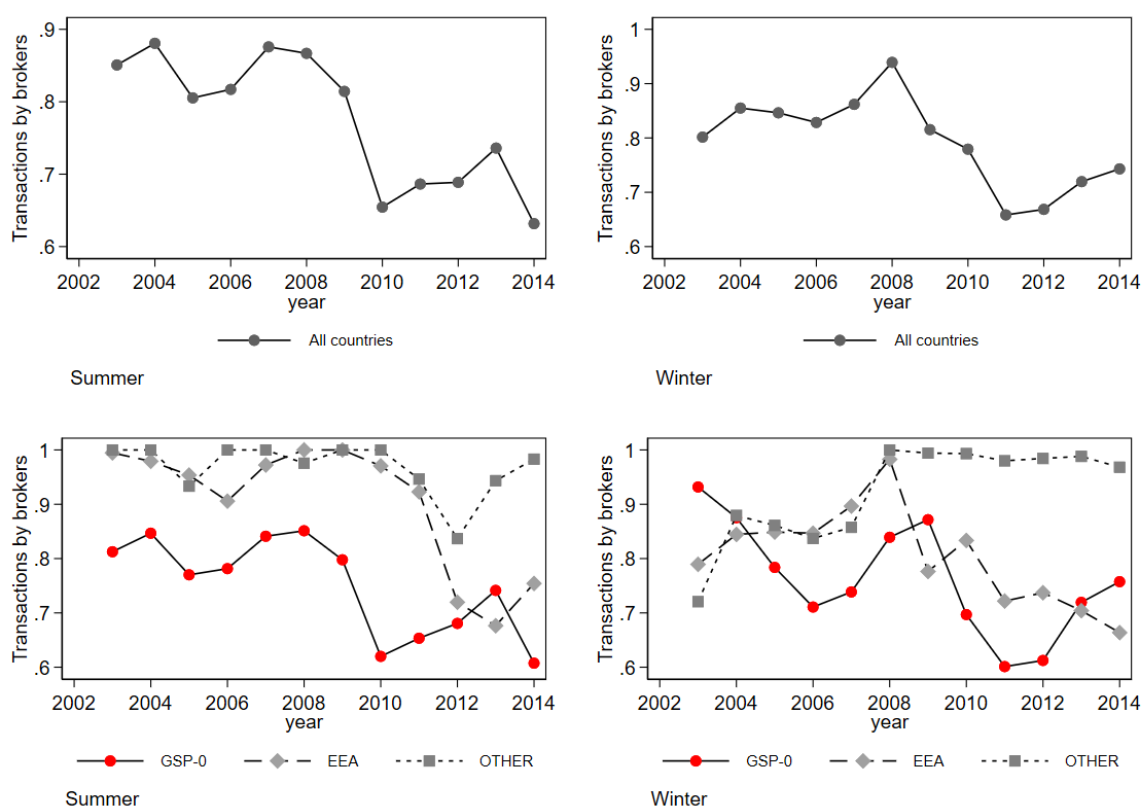 Transactions by brokers
.9
.8
.7
.6
2002 2004 2006 2008 2010 2012 2014
year
All countries
Summer
Transactions by brokers
1
.9
.8
.7
.6
2002 2004 2006 2008 2010 2012 2014
year
All countries
Winter
Transactions by brokers
1
.9
.8
.7
.6
2002 2004 2006 2008 2010 2012 2014
year
GSP-0 EEA OTHER
Summer
Transactions by brokers
1
.9
.8
.7
.6
2002 2004 2006 2008 2010 2012 2014
year
GSP-0 EEA OTHER
Winter